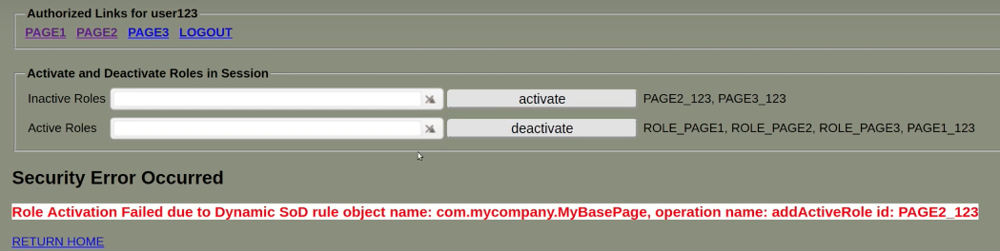 Authorized Links for user123
PAGE1 PAGE2 PAGE3 LOGOUT
Activate and Deactivate Roles in Session
Inactive Roles activate PAGE2_123, PAGE3_123
Active Roles deactivate ROLE_PAGE1, ROLE_PAGE2, ROLE_PAGE3, PAGE1_123
Security Error Occurred
Role Activation Failed due to Dynamic SoD rule object name: com.mycompany.MyBasePage, operation name: addActiveRole id: PAGE2_123
RETURN HOME